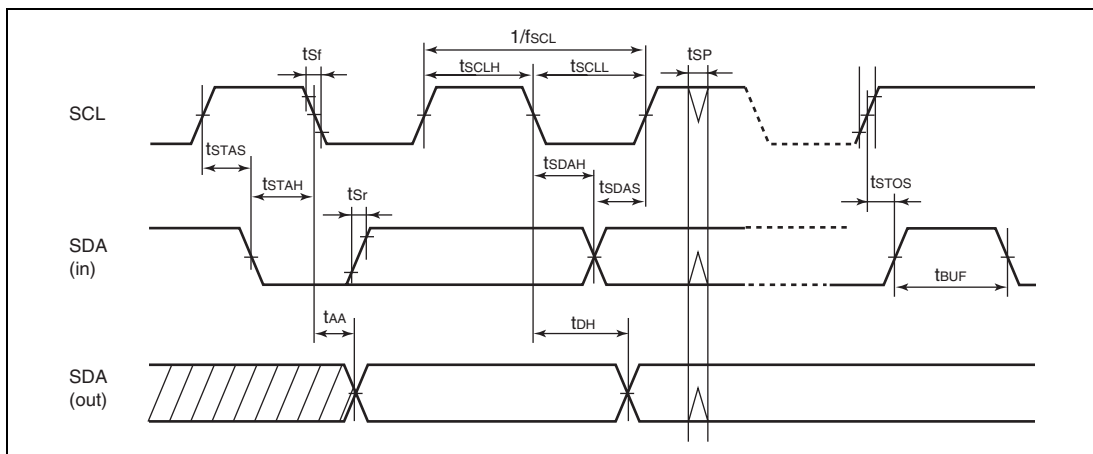 1/fSCL
tSf
tSP
tSCLH
tSCLL
SCL
tSTAS
tSDAH
tSTOS
tSTAH
tSr
tSDAS
SDA
(in)
tBUF
tAA
tDH
SDA
(out)